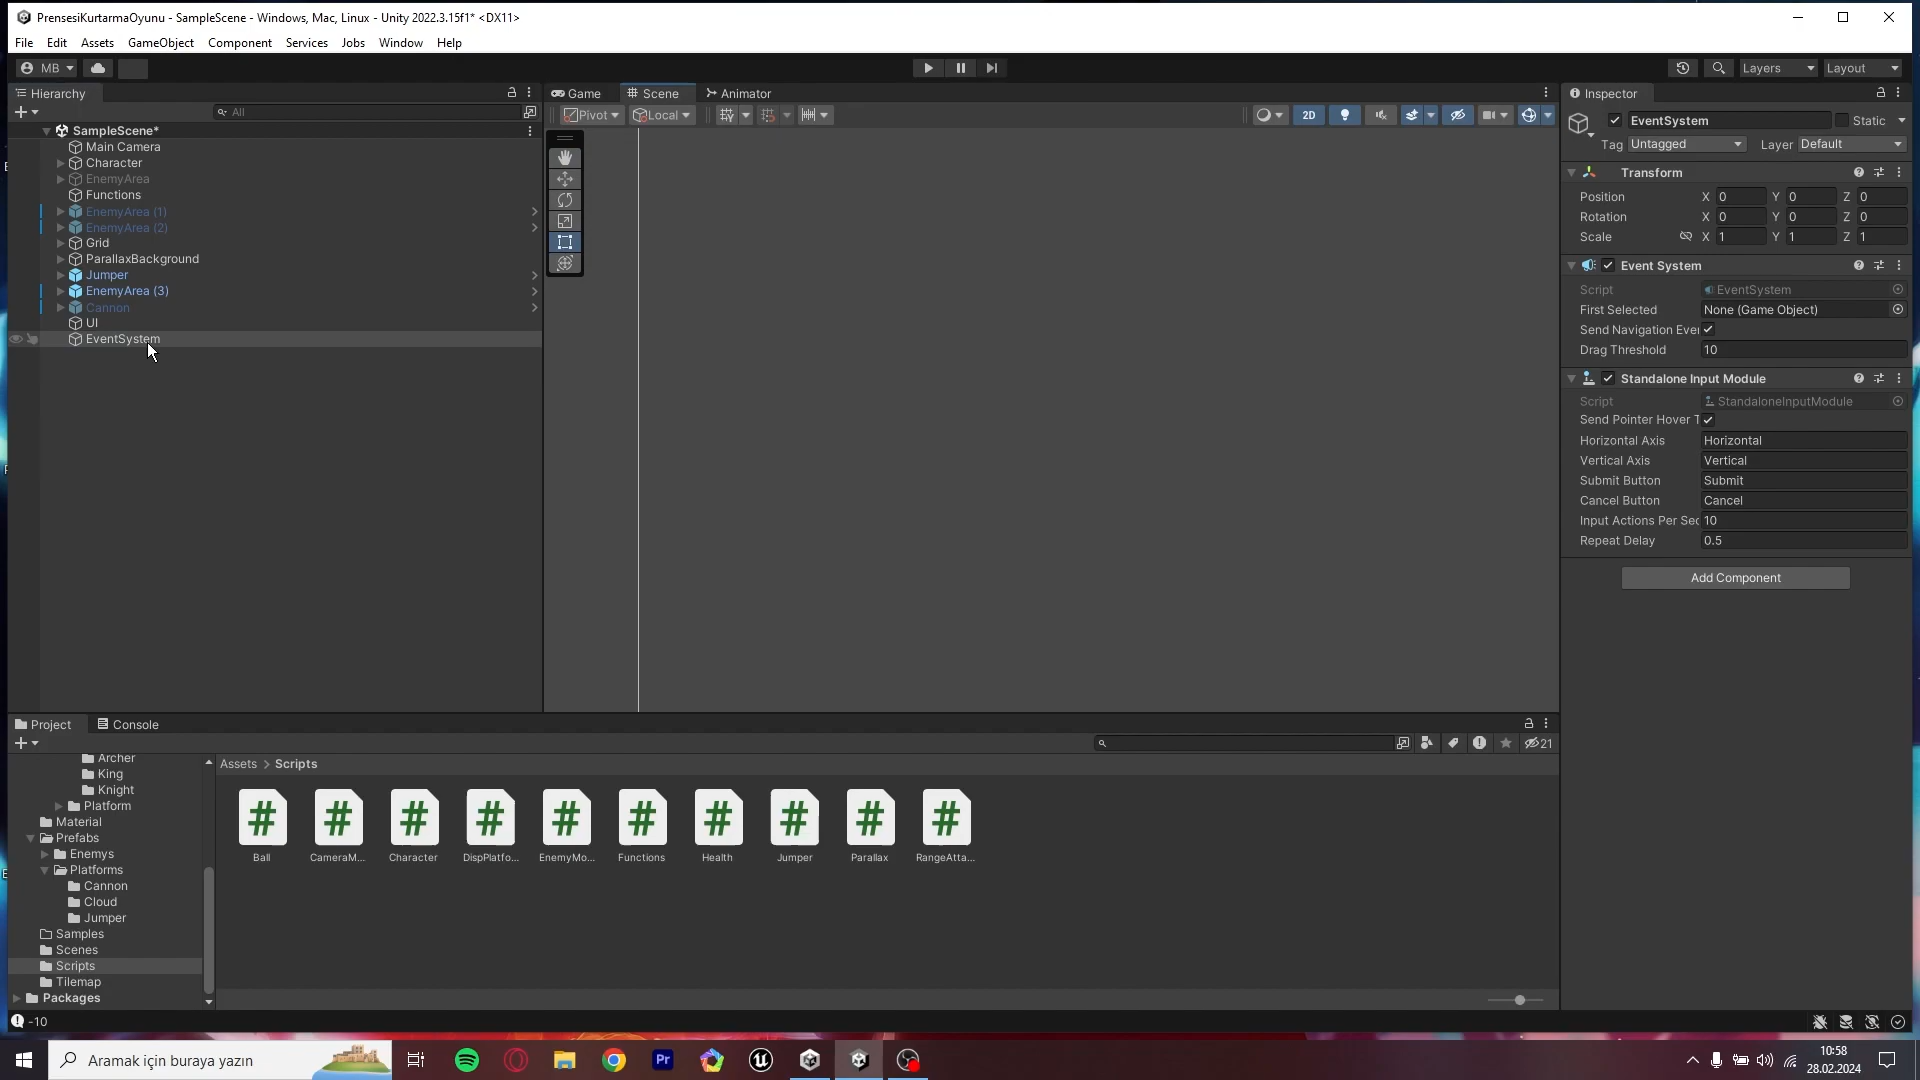 PrensesiKurtarmaOyunu - SampleScene - Windows, Mac, Linux - Unity 2022.3.15f1* <DX11>
File Edit Assets GameObject Component Services Jobs Window Help
MB
Layers Layout
Hierarchy
All
SampleScene*
Main Camera
Character
EnemyArea
Functions
EnemyArea (1)
EnemyArea (2)
Grid
ParallaxBackground
Jumper
EnemyArea (3)
Cannon
UI
EventSystem
Game Scene Animator
Pivot Local 2D
Inspector
EventSystem Static
Tag Untagged Layer Default
Transform
Position X 0 Y 0 Z 0
Rotation X 0 Y 0 Z 0
Scale X 1 Y 1 Z 1
Event System
Script EventSystem
First Selected None (Game Object)
Send Navigation Eve
Drag Threshold 10
Standalone Input Module
Script StandaloneInputModule
Send Pointer Hover T
Horizontal Axis Horizontal
Vertical Axis Vertical
Submit Button Submit
Cancel Button Cancel
Input Actions Per Sec 10
Repeat Delay 0.5
Add Component
Project Console
21
Archer
King
Knight
Platform
Material
Prefabs
Enemys
Platforms
Cannon
Cloud
Jumper
Samples
Scenes
Scripts
Tilemap
Packages
Assets > Scripts
Ball CameraM... Character DispPlatfo... EnemyMo... Functions Health Jumper Parallax RangeAtta...
-10
Aramak için buraya yazın
Pr
10:58
28.02.2024